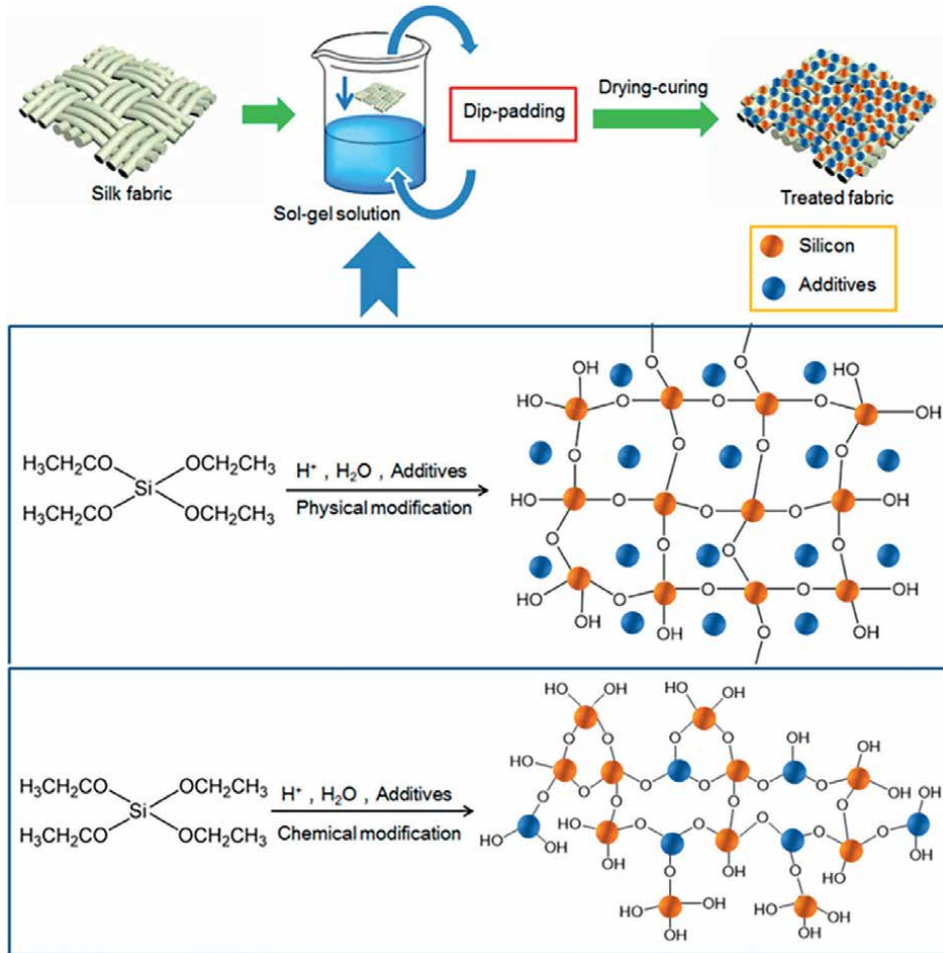 Silk fabric
Sol-gel solution
Dip-padding
Drying-curing
Treated fabric
Silicon
Additives
H₃CH₂CO
OCH₂CH₃
Si
H₃CH₂CO
OCH₂CH₃
H⁺ , H₂O , Additives
Physical modification
O
O
OH
HO
O
O
O
HO
OH
O
O
O
O
HO
O
O
O
OH
O
O
O
O
HO
OH
O
O
O
OH
OH
O
H₃CH₂CO
OCH₂CH₃
Si
H₃CH₂CO
OCH₂CH₃
H⁺ , H₂O , Additives
Chemical modification
HO
OH
HO
OH
O
O
O
O
OH
OH
HO
O
O
O
O
O
OH
OH
O
O
O
O
HO
OH
HO
O
O
O
O
O
OH
OH
OH
HO
O
O
HO
OH
OH
HO
OH
OH